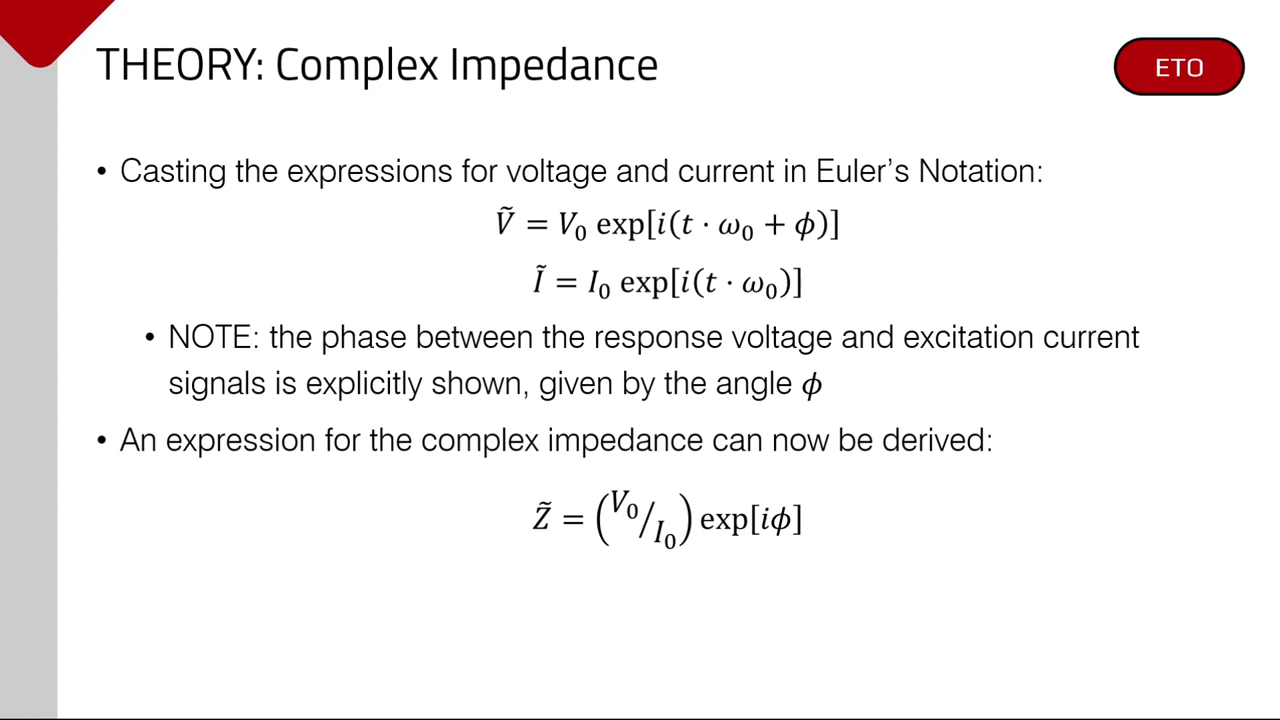 THEORY: Complex Impedance
ETO
• Casting the expressions for voltage and current in Euler’s Notation:
Ṽ = V₀ exp[i(t · ω₀ + ϕ)]
Ĩ = I₀ exp[i(t · ω₀)]
• NOTE: the phase between the response voltage and excitation current
signals is explicitly shown, given by the angle ϕ
• An expression for the complex impedance can now be derived:
Z̃ = (V₀/I₀) exp[iϕ]